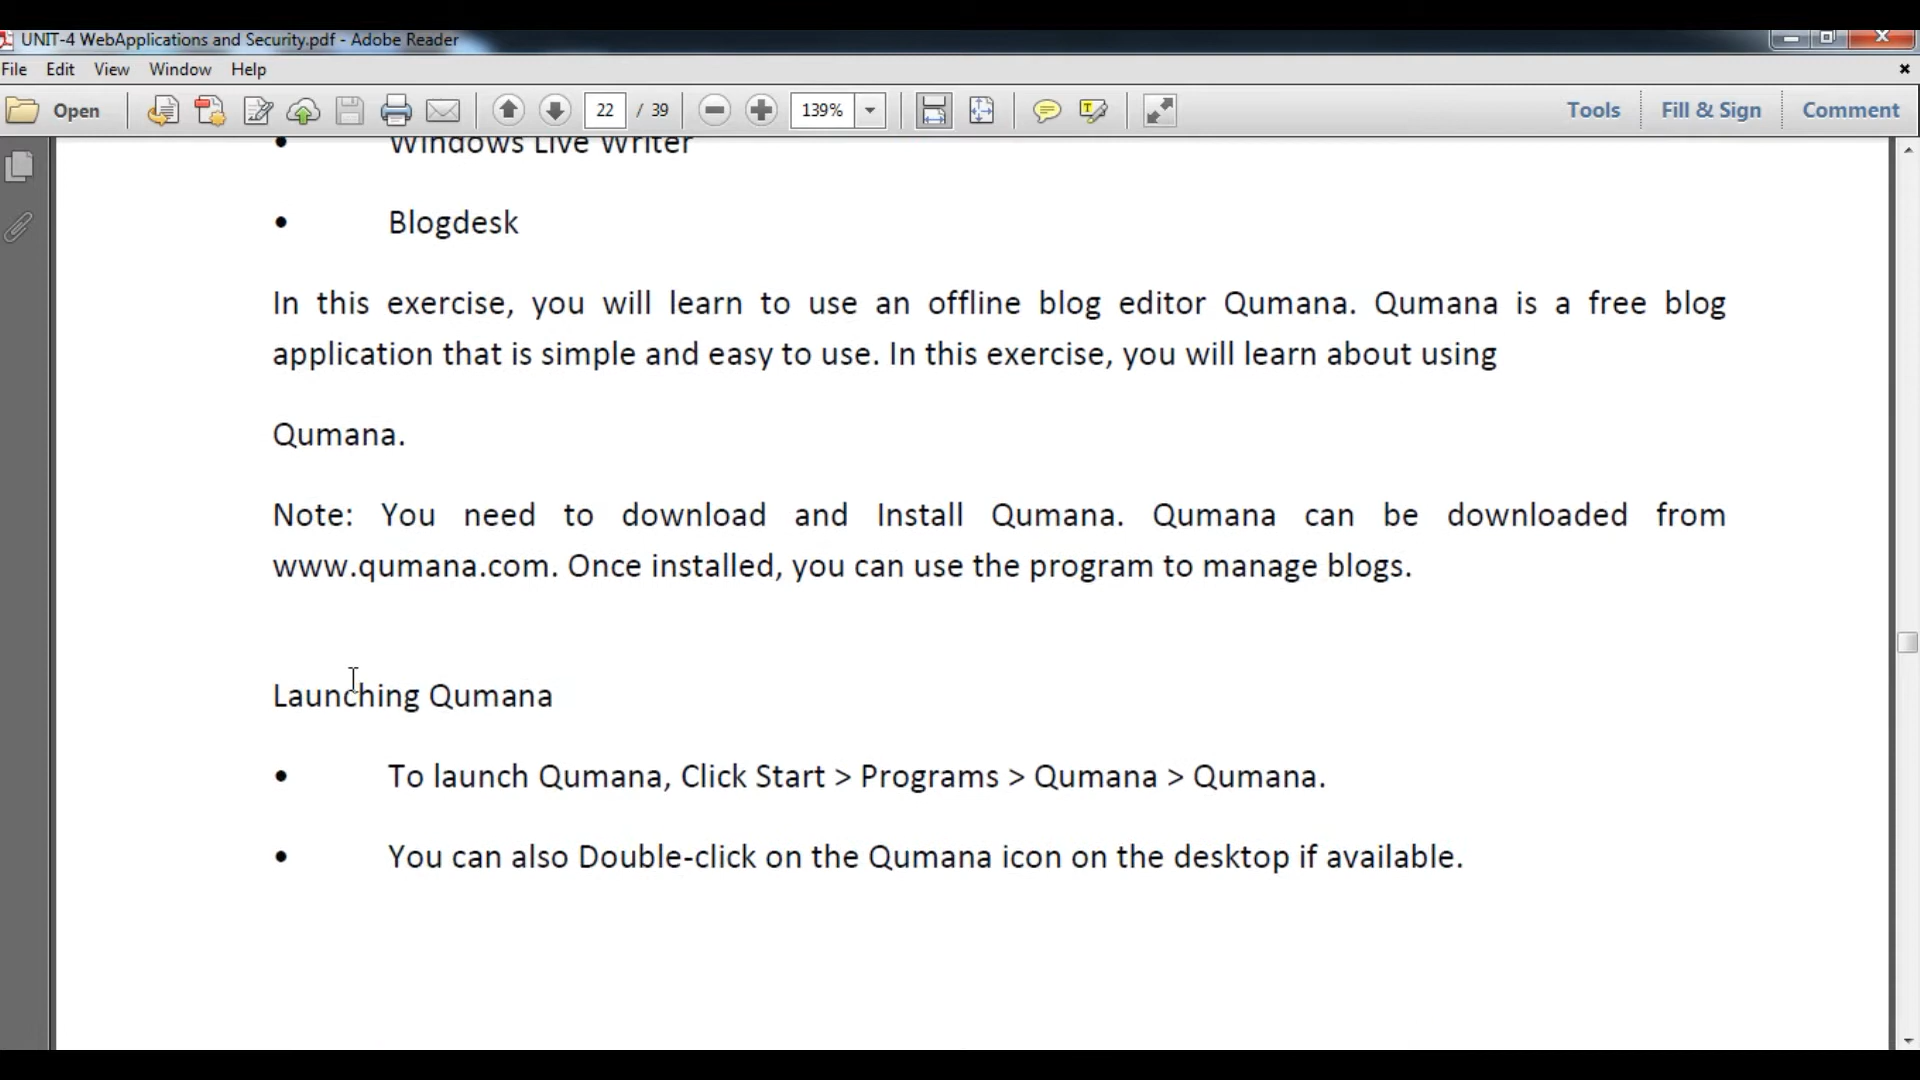 UNIT-4 WebApplications and Security.pdf - Adobe Reader
File Edit View Window Help
Open 22 / 39 139% Tools Fill & Sign Comment
• Windows Live Writer
• Blogdesk
In this exercise, you will learn to use an offline blog editor Qumana. Qumana is a free blog
application that is simple and easy to use. In this exercise, you will learn about using
Qumana.
Note: You need to download and Install Qumana. Qumana can be downloaded from
www.qumana.com. Once installed, you can use the program to manage blogs.
Launching Qumana
• To launch Qumana, Click Start > Programs > Qumana > Qumana.
• You can also Double-click on the Qumana icon on the desktop if available.